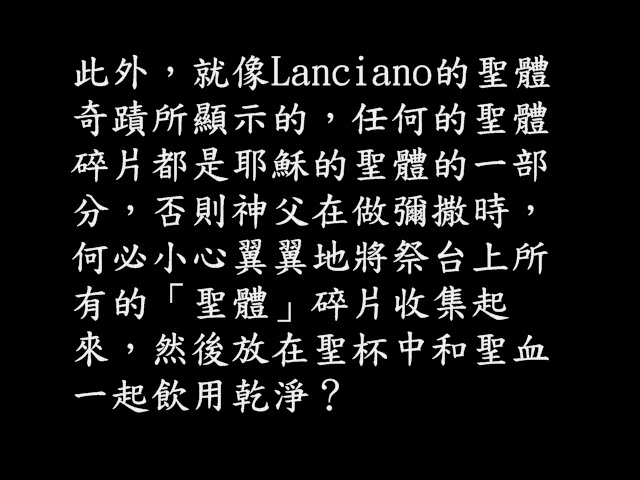 此外，就像Lanciano的聖體
奇蹟所顯示的，任何的聖體
碎片都是耶穌的聖體的一部
分，否則神父在做彌撒時，
何必小心翼翼地將祭台上所
有的「聖體」碎片收集起
來，然後放在聖杯中和聖血
一起飲用乾淨？